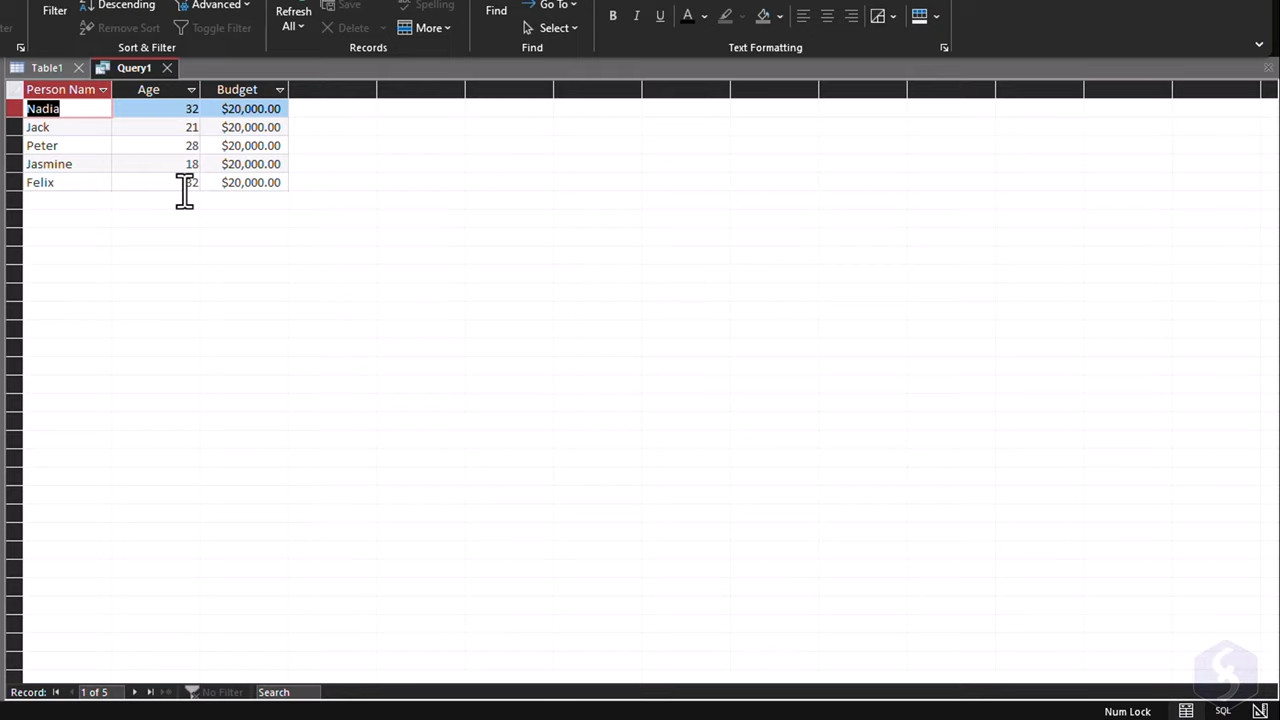 Filter
Descending
Advanced
Remove Sort
Toggle Filter
Sort & Filter
Refresh
All
Save
Delete
Spelling
More
Records
Find
Go To
Select
Find
B I U A
Text Formatting
Table1
Query1
Person Nam Age Budget
Nadia 32 $20,000.00
Jack 21 $20,000.00
Peter 28 $20,000.00
Jasmine 18 $20,000.00
Felix 32 $20,000.00
Record: 1 of 5 No Filter Search
Num Lock SQL